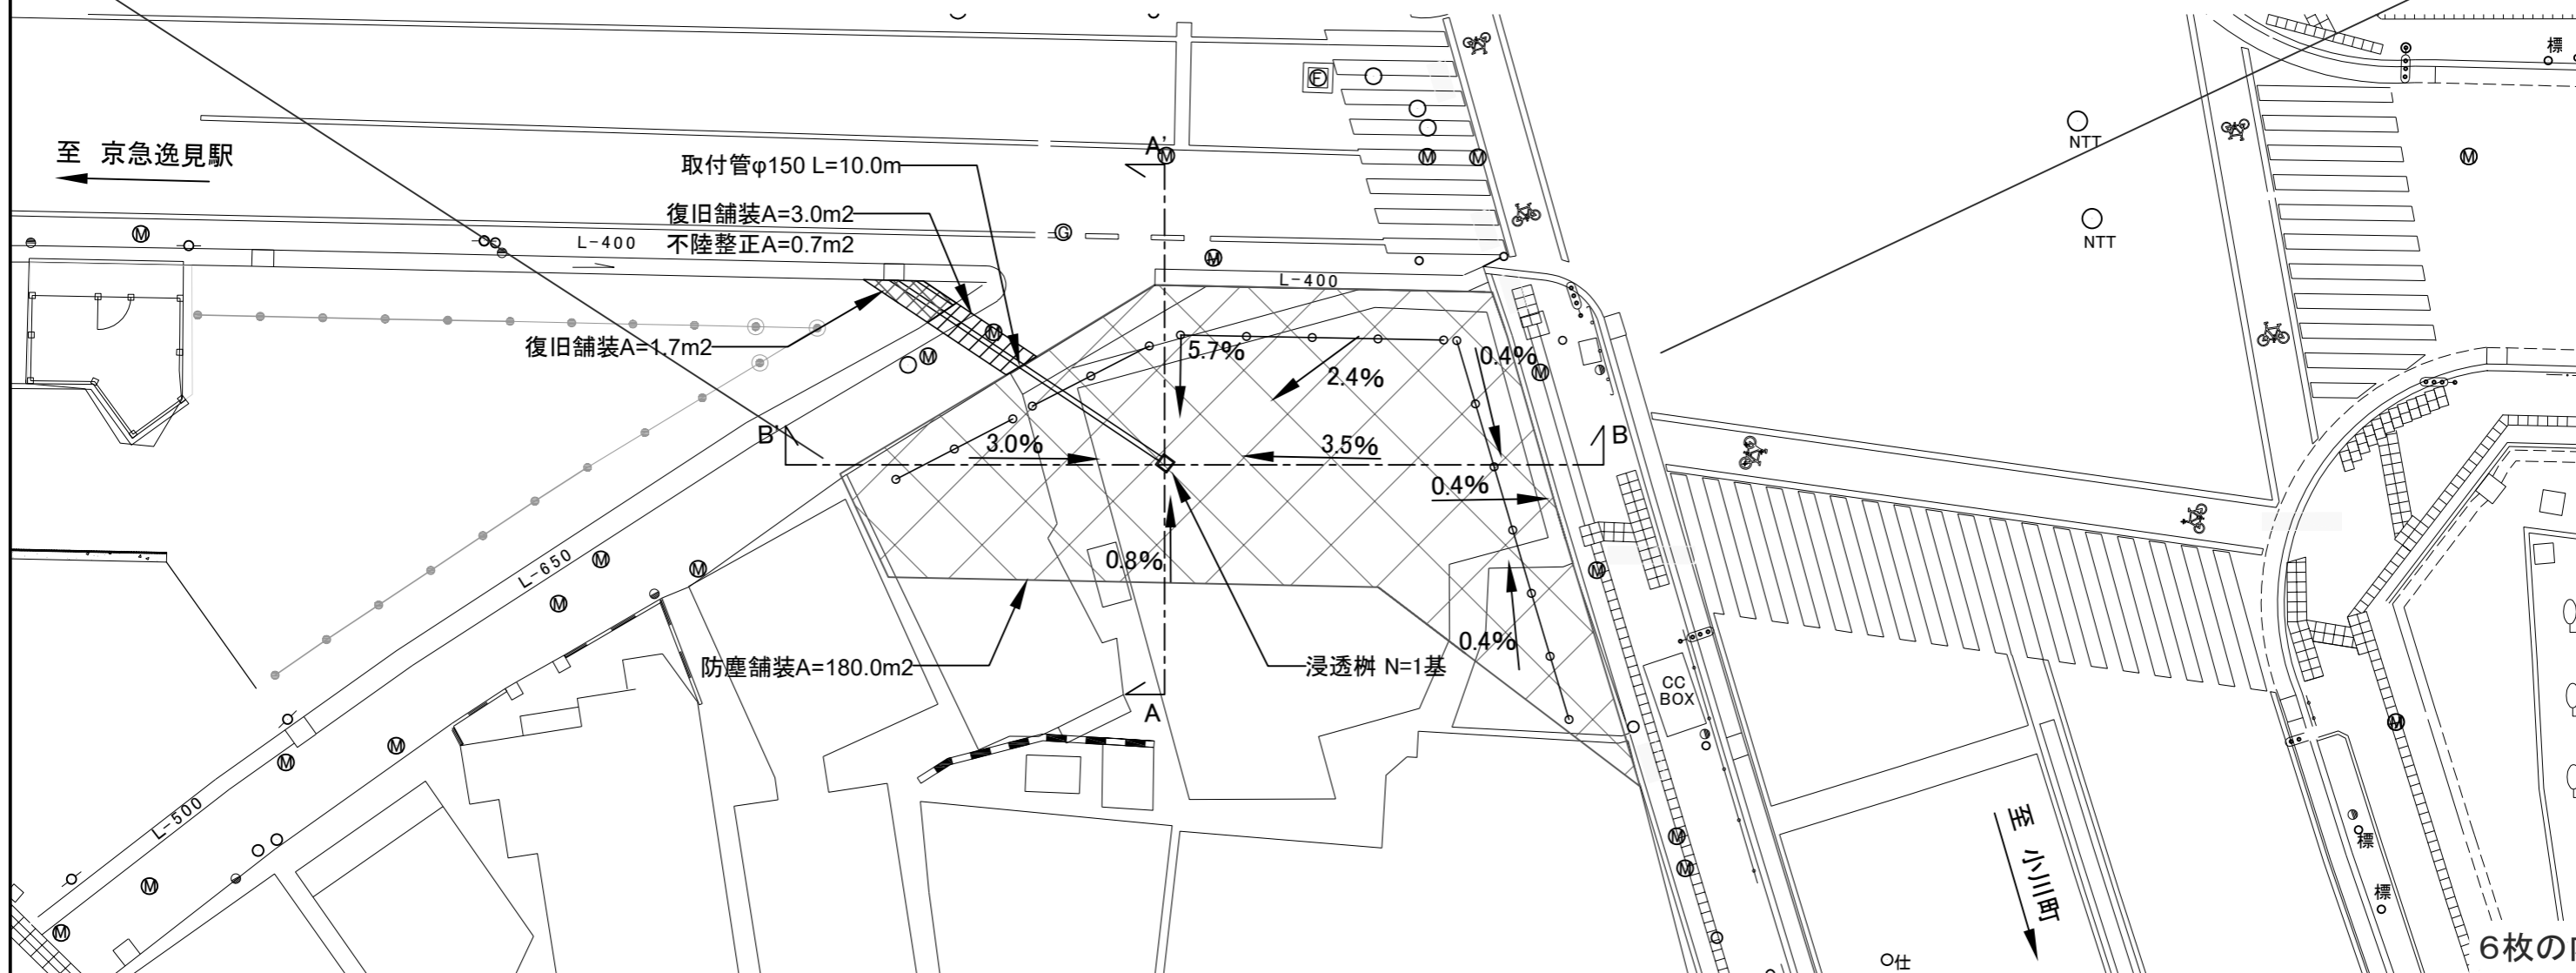 標
至 京急逸見駅
NTT
A'
M
F
取付管φ150 L=10.0m
復旧舗装A=3.0m2
不陸整正A=0.7m2
L-400
G
NTT
L-400
復旧舗装A=1.7m2
5.7%
2.4%
0.4%
B'
3.0%
3.5%
B
0.4%
0.8%
L-650
0.4%
防塵舗装A=180.0m2
浸透桝 N=1基
CC
BOX
A
L-500
至 小川町
標
標
仕
6枚の